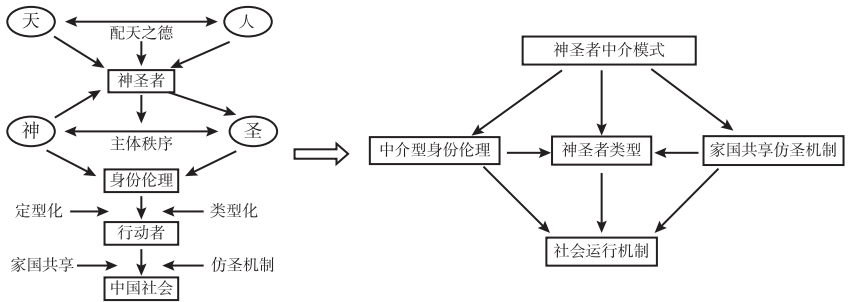 天
人
配天之德
神圣者
神
圣
主体秩序
身份伦理
定型化
类型化
行动者
家国共享
仿圣机制
中国社会
神圣者中介模式
中介型身份伦理
神圣者类型
家国共享仿圣机制
社会运行机制